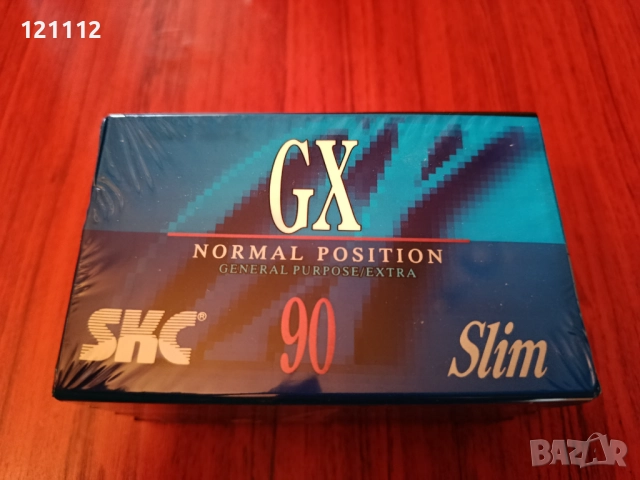 121112
GX
NORMAL POSITION
GENERAL PURPOSE/EXTRA
SKC®
90
Slim
BAZAR